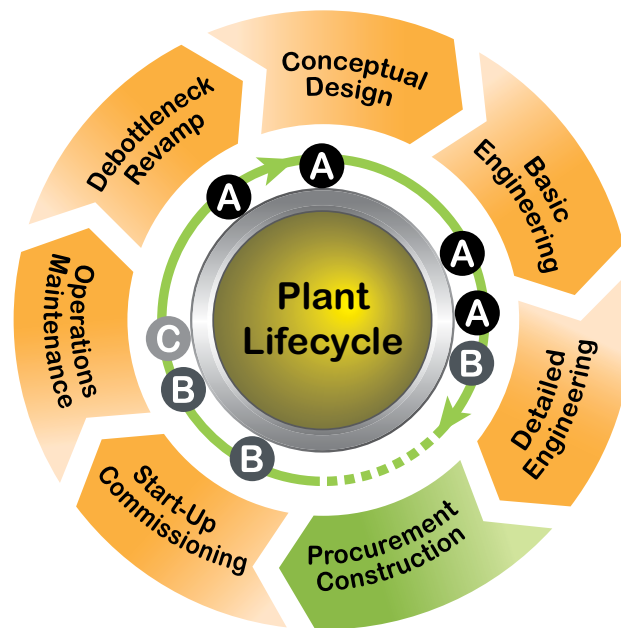 Conceptual
Design
Basic
Engineering
Detailed
Engineering
Procurement
Construction
Start-Up
Commissioning
Operations
Maintenance
Debottleneck
Revamp
A
A
A
A
B
B
B
C
Plant
Lifecycle